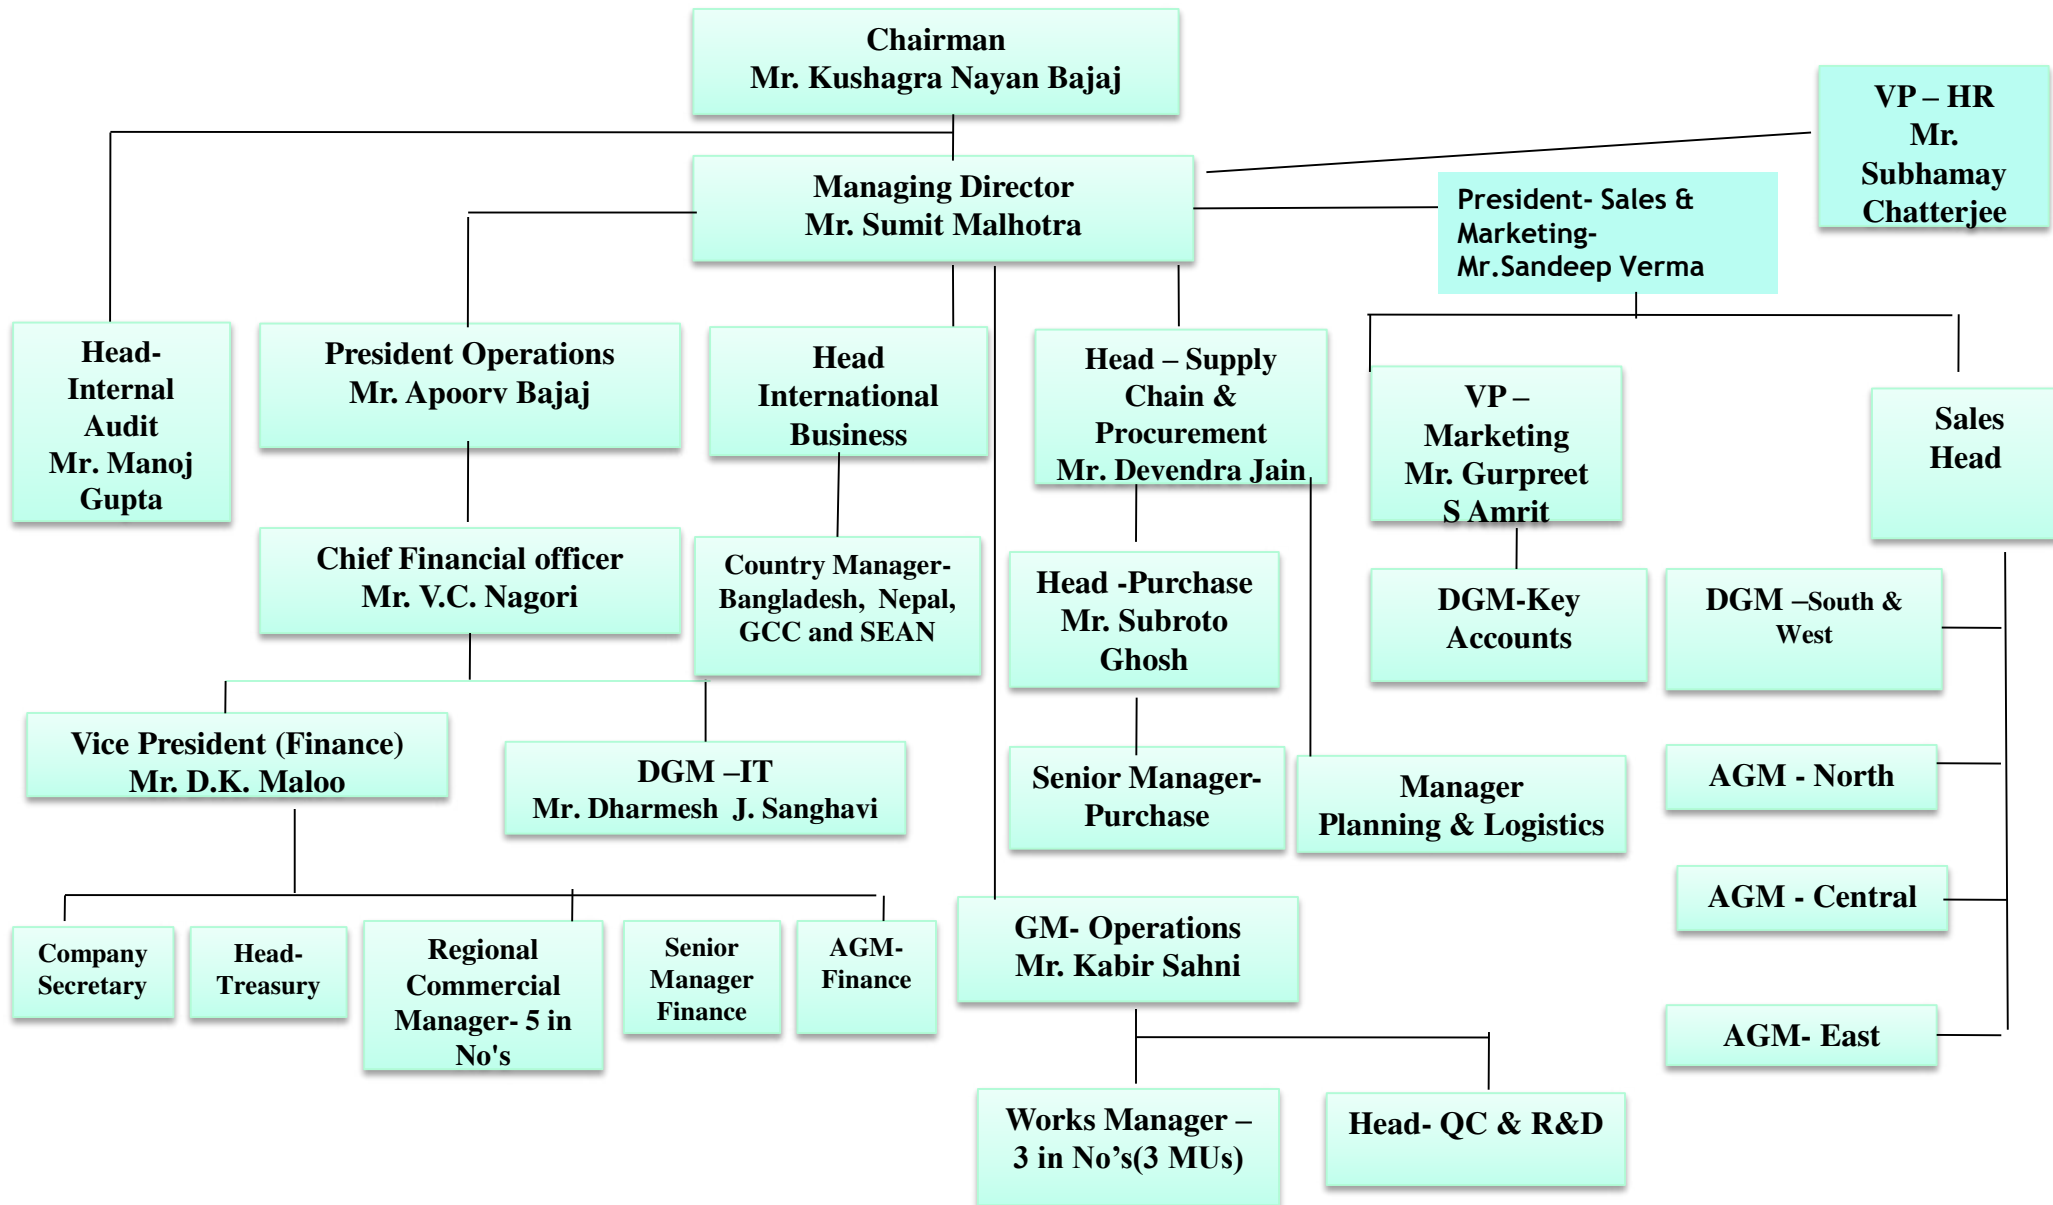 Chairman
Mr. Kushagra Nayan Bajaj
VP – HR
Mr.
Subhamay
Chatterjee
Managing Director
Mr. Sumit Malhotra
President- Sales &
Marketing-
Mr.Sandeep Verma
Head-
Internal
Audit
Mr. Manoj
Gupta
President Operations
Mr. Apoorv Bajaj
Head
International
Business
Head – Supply
Chain &
Procurement
Mr. Devendra Jain
VP –
Marketing
Mr. Gurpreet
S Amrit
Sales
Head
Chief Financial officer
Mr. V.C. Nagori
Country Manager-
Bangladesh, Nepal,
GCC and SEAN
Head -Purchase
Mr. Subroto
Ghosh
DGM-Key
Accounts
DGM –South &
West
Vice President (Finance)
Mr. D.K. Maloo
DGM –IT
Mr. Dharmesh J. Sanghavi
Senior Manager-
Purchase
Manager
Planning & Logistics
AGM - North
AGM - Central
Company
Secretary
Head-
Treasury
Regional
Commercial
Manager- 5 in
No's
Senior
Manager
Finance
AGM-
Finance
GM- Operations
Mr. Kabir Sahni
AGM- East
Works Manager –
3 in No’s(3 MUs)
Head- QC & R&D